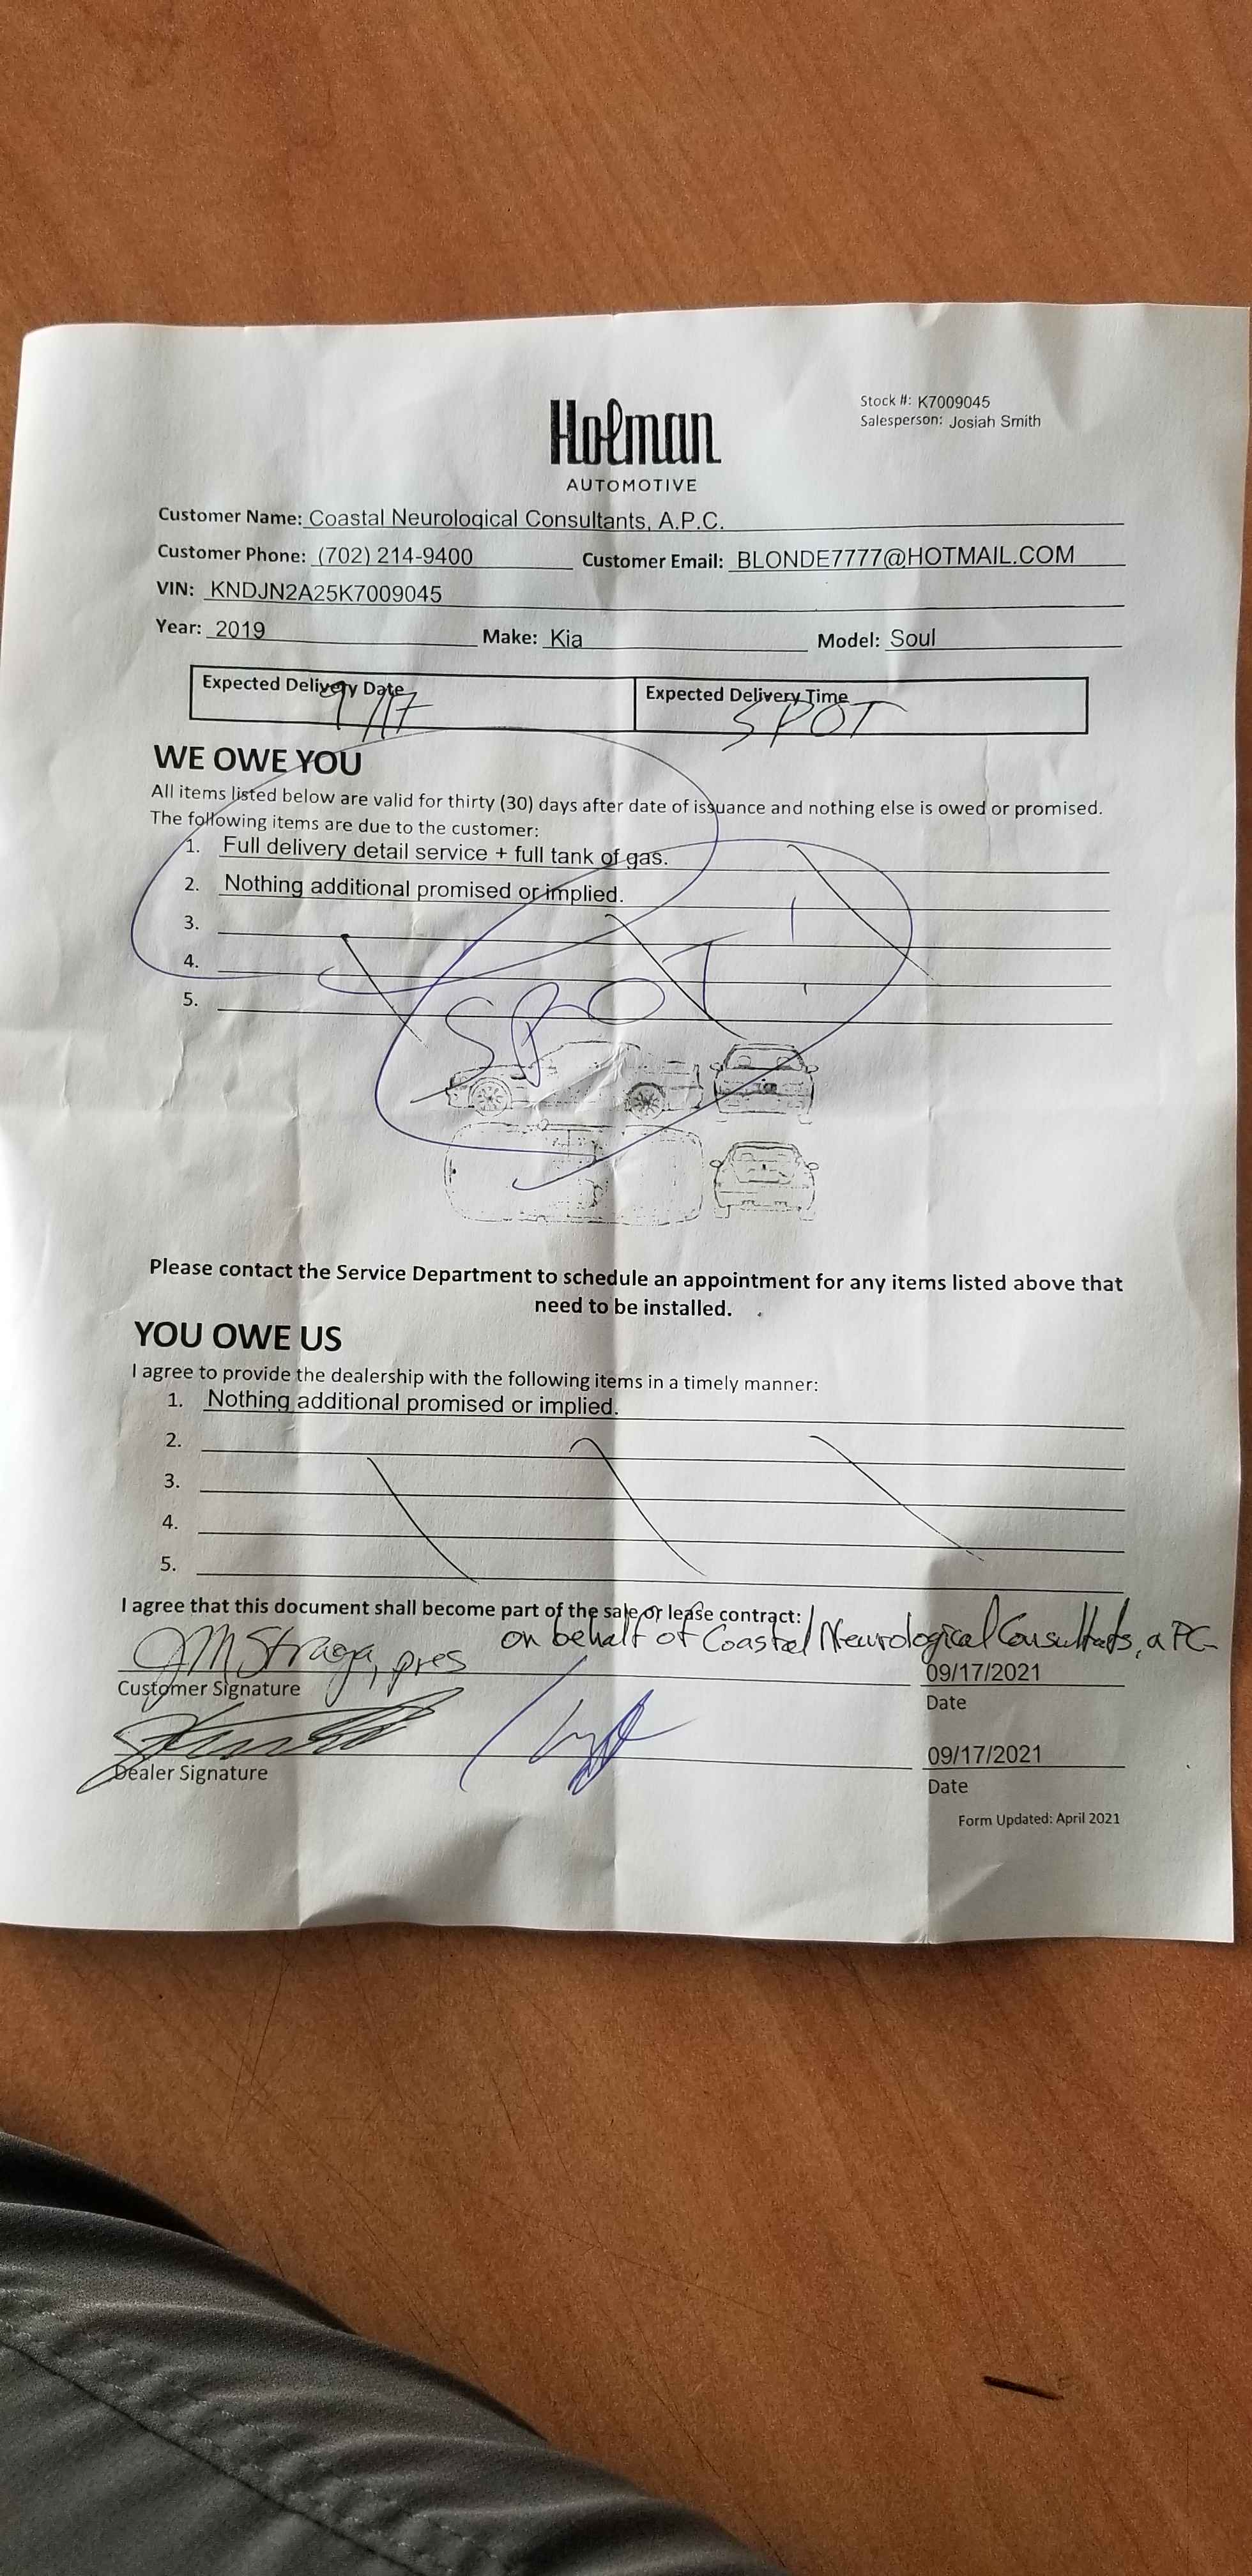 Stock #: K7009045
Salesperson: Josiah Smith
Holman
AUTOMOTIVE
Customer Name: Coastal Neurological Consultants, A.P.C.
Customer Phone: (702) 214-9400 Customer Email: BLONDE7777@HOTMAIL.COM
VIN: KNDJN2A25K7009045
Year: 2019 Make: Kia Model: Soul
Expected Delivery Date Expected Delivery Time
9/17 SPOT
WE OWE YOU
All items listed below are valid for thirty (30) days after date of issuance and nothing else is owed or promised.
The following items are due to the customer:
1. Full delivery detail service + full tank of gas.
2. Nothing additional promised or implied.
3.
4.
5.
SPOT
Please contact the Service Department to schedule an appointment for any items listed above that
need to be installed.
YOU OWE US
I agree to provide the dealership with the following items in a timely manner:
1. Nothing additional promised or implied.
2.
3.
4.
5.
I agree that this document shall become part of the sale or lease contract:
JM Straga, pres on behalf of Coastal Neurological Consultants, a PC
09/17/2021
Customer Signature Date
09/17/2021
Dealer Signature Date
Form Updated: April 2021